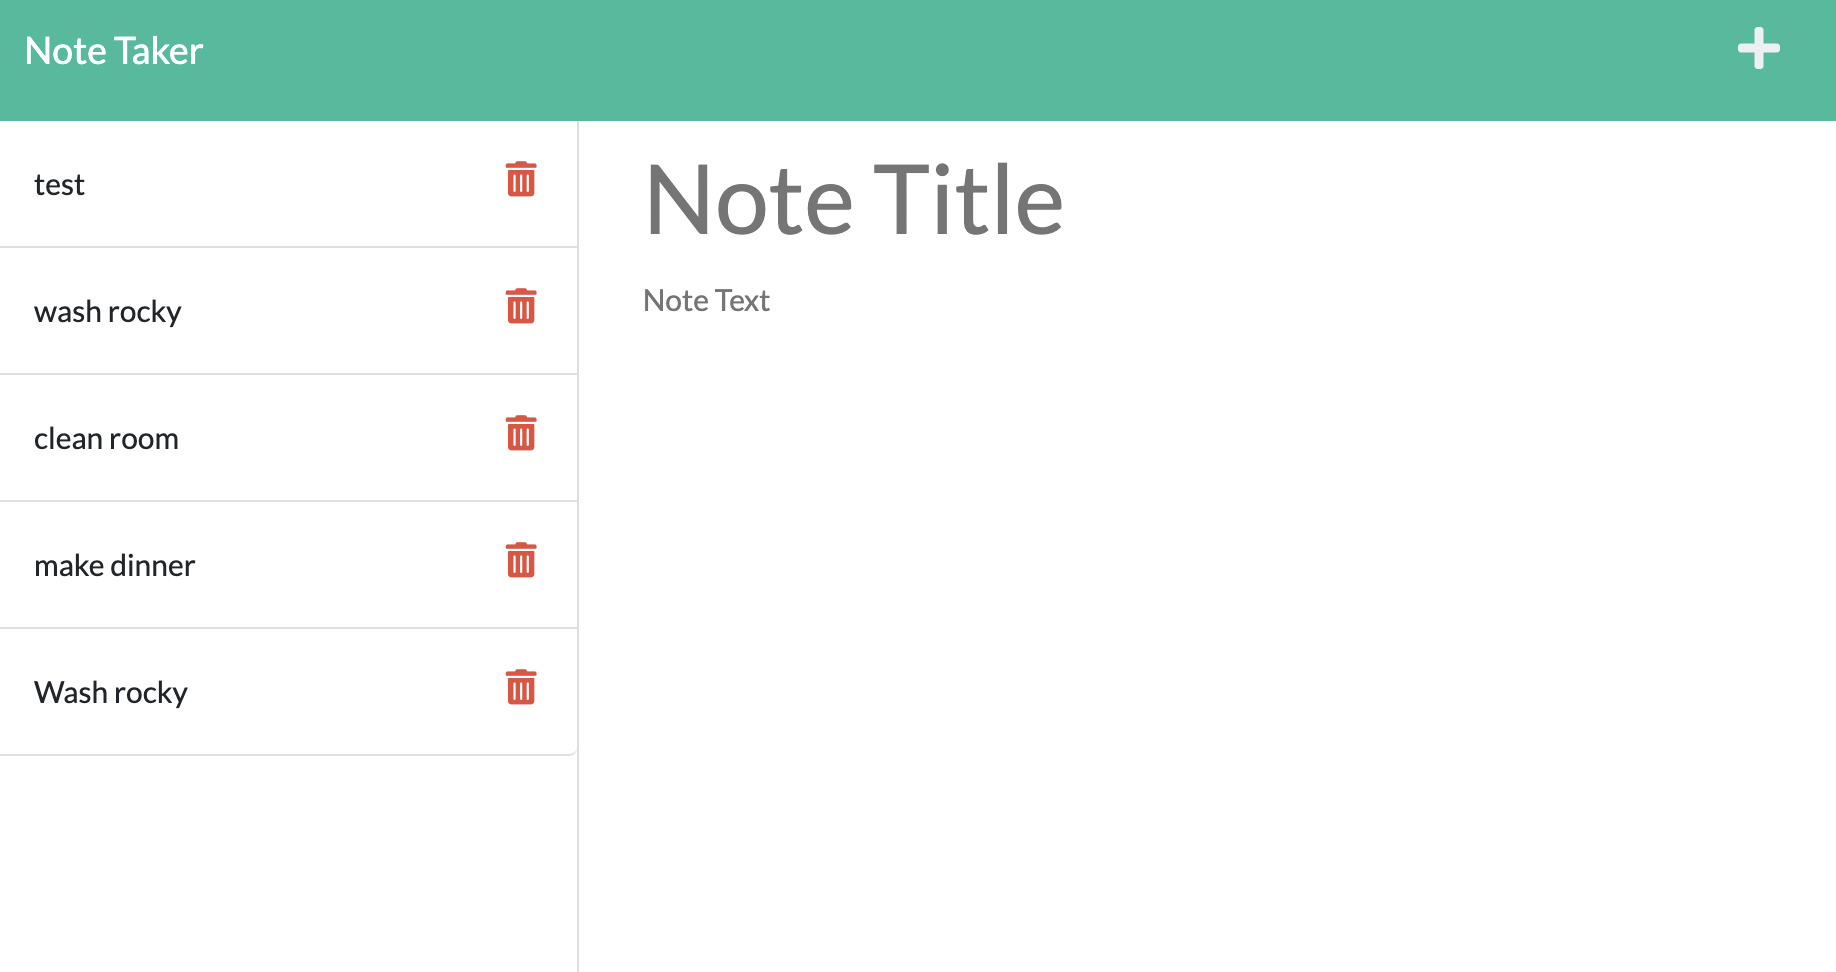 Note Taker
test
wash rocky
clean room
make dinner
Wash rocky
Note Title
Note Text